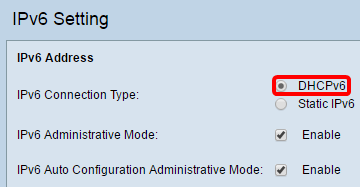 IPv6 Setting
IPv6 Address
IPv6 Connection Type: DHCPv6
Static IPv6
IPv6 Administrative Mode: Enable
IPv6 Auto Configuration Administrative Mode: Enable